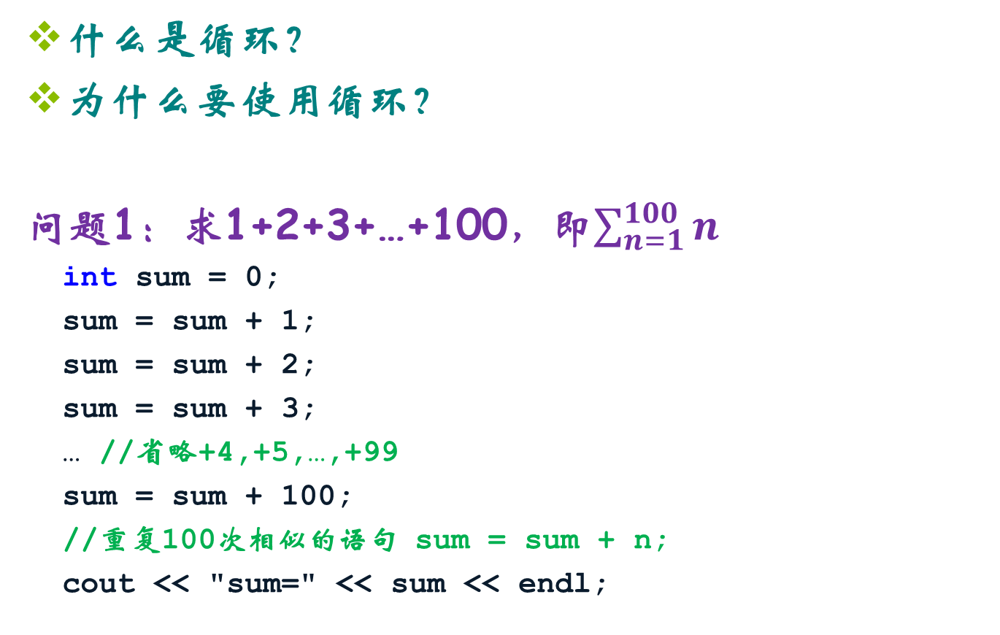 什么是循环?
为什么要使用循环?
问题1：求1+2+3+…+100，即∑_{n=1}^{100} n
int sum = 0;
sum = sum + 1;
sum = sum + 2;
sum = sum + 3;
… //省略+4,+5,…,+99
sum = sum + 100;
//重复100次相似的语句 sum = sum + n;
cout << "sum=" << sum << endl;